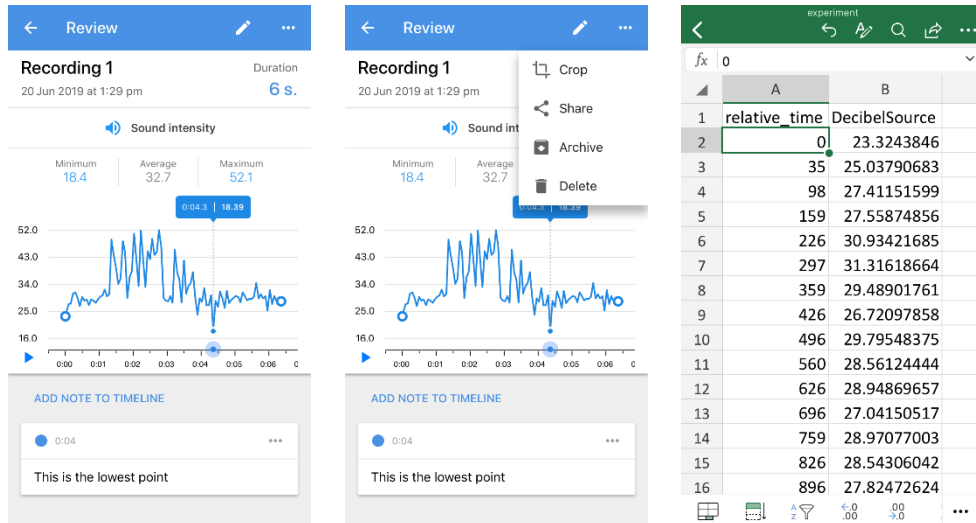 Review
Recording 1
Duration
20 Jun 2019 at 1:29 pm
6 s.
Sound intensity
Minimum Average Maximum
18.4 32.7 52.1
0:04.3 | 18.39
52.0
43.0
34.0
25.0
16.0
0:00 0:01 0:02 0:03 0:04 0:05 0:06
ADD NOTE TO TIMELINE
0:04
This is the lowest point
Review
Recording 1
20 Jun 2019 at 1:29 pm
Crop
Share
Archive
Delete
Sound int
Minimum Average
18.4 32.7
0:04.3 | 18.39
52.0
43.0
34.0
25.0
16.0
0:00 0:01 0:02 0:03 0:04 0:05 0:06
ADD NOTE TO TIMELINE
0:04
This is the lowest point
experiment
fx 0
A B
1 relative_time DecibelSource
2 0 23.3243846
3 35 25.03790683
4 98 27.41151599
5 159 27.55874856
6 226 30.93421685
7 297 31.31618664
8 359 29.48901761
9 426 26.72097858
10 496 29.79548375
11 560 28.56124444
12 626 28.94869657
13 696 27.04150517
14 759 28.97077003
15 826 28.54306042
16 896 27.82472624